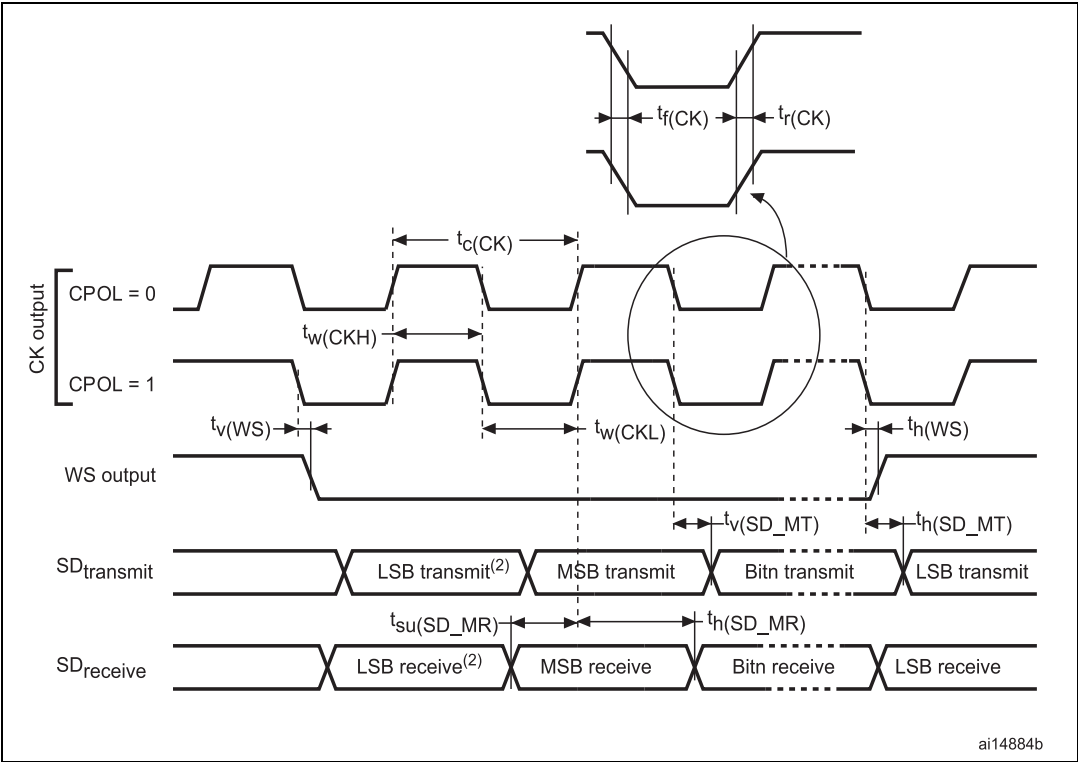 tf(CK) tr(CK)
tc(CK)
CK output
CPOL = 0
tw(CKH)
CPOL = 1
tv(WS) tw(CKL) th(WS)
WS output
tv(SD_MT) th(SD_MT)
SDtransmit LSB transmit(2) MSB transmit Bitn transmit LSB transmit
tsu(SD_MR) th(SD_MR)
SDreceive LSB receive(2) MSB receive Bitn receive LSB receive
ai14884b